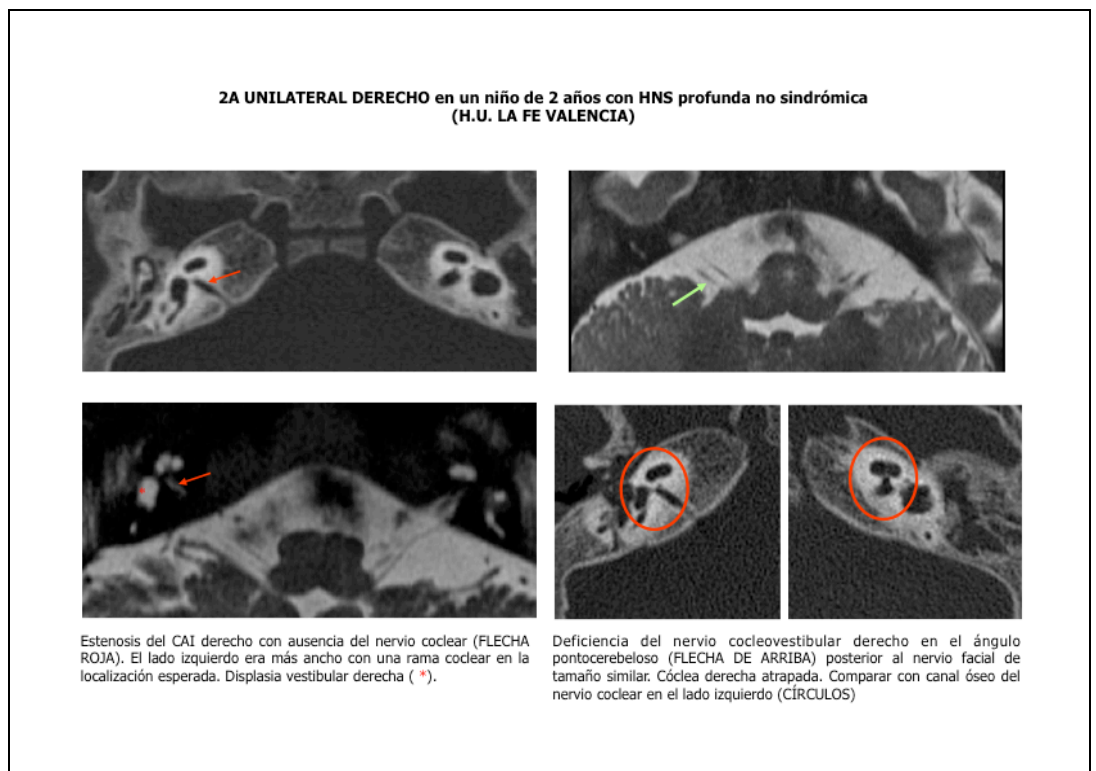 2A UNILATERAL DERECHO en un niño de 2 años con HNS profunda no sindrómica
(H.U. LA FE VALENCIA)
*
Estenosis del CAI derecho con ausencia del nervio coclear (FLECHA
ROJA). El lado izquierdo era más ancho con una rama coclear en la
localización esperada. Displasia vestibular derecha ( *).
Deficiencia del nervio cocleovestibular derecho en el ángulo
pontocerebeloso (FLECHA DE ARRIBA) posterior al nervio facial de
tamaño similar. Cóclea derecha atrapada. Comparar con canal óseo del
nervio coclear en el lado izquierdo (CÍRCULOS)